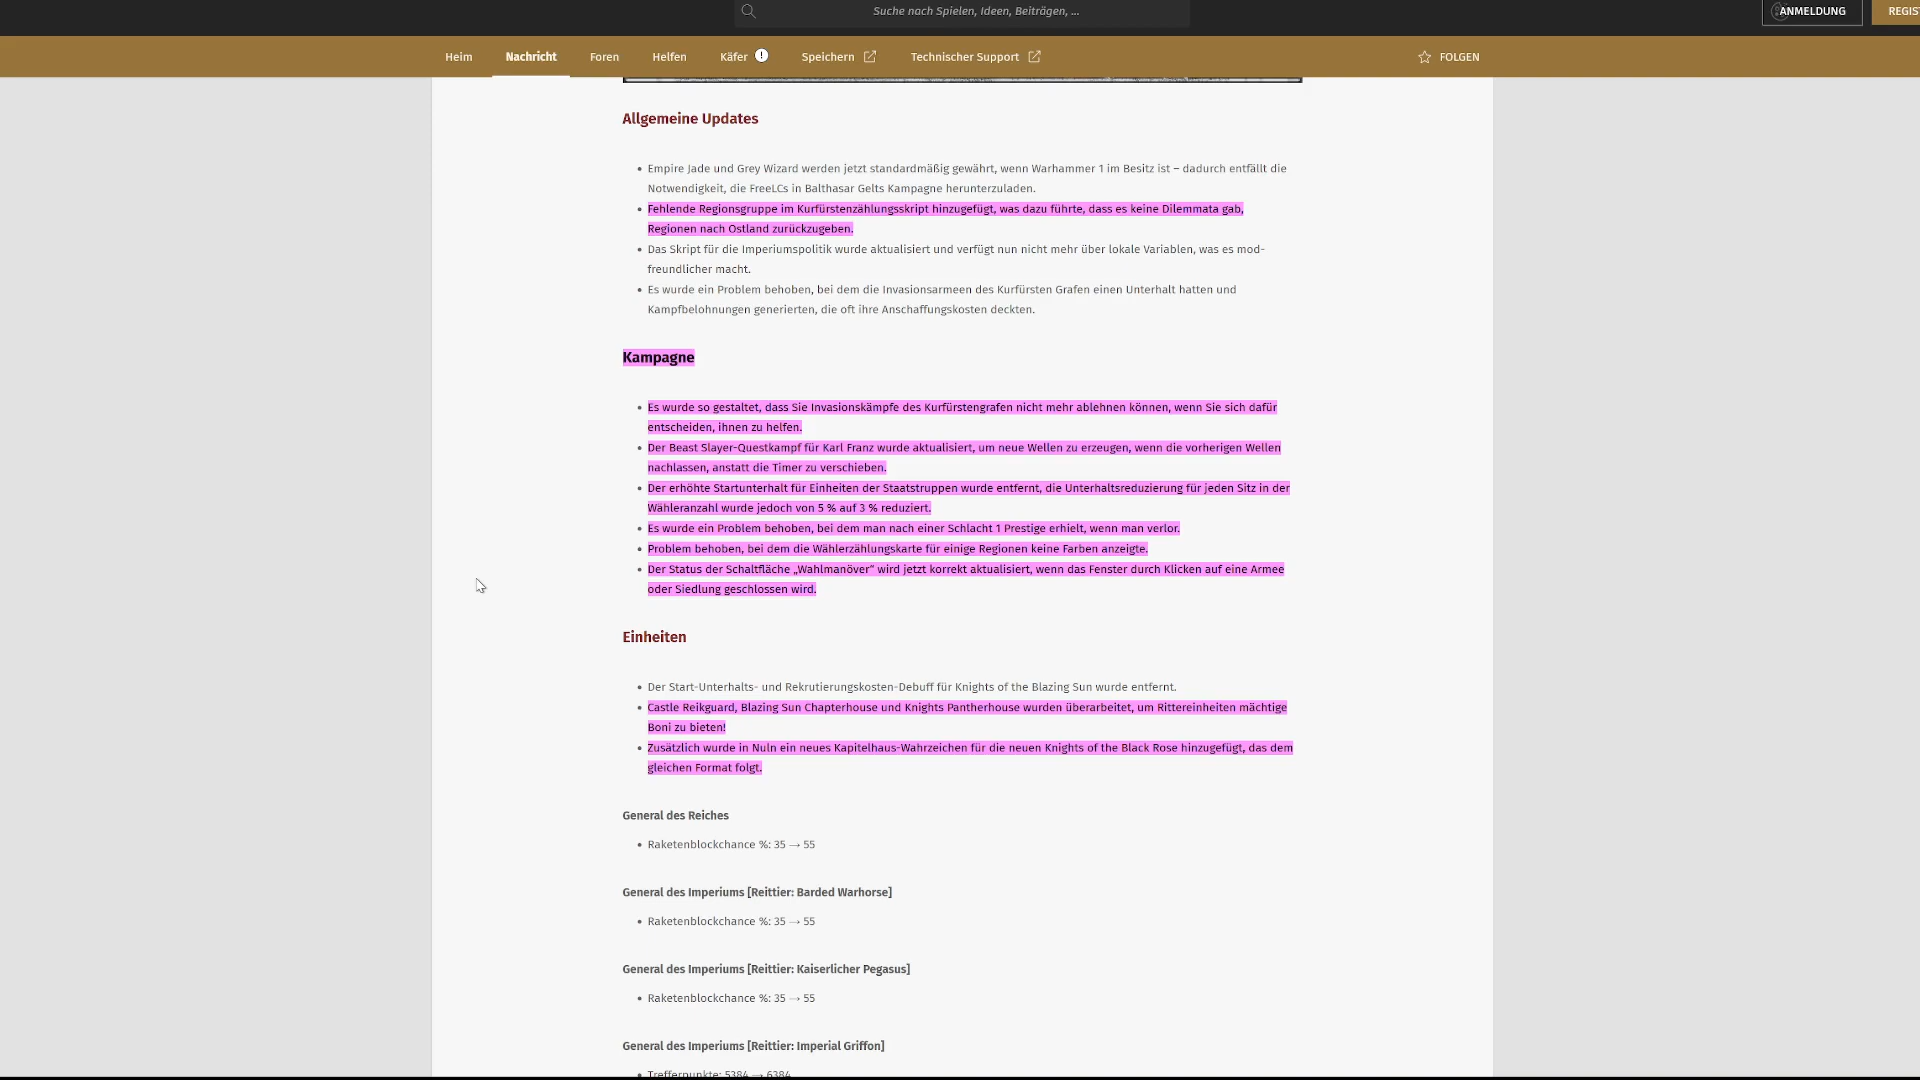 Suche nach Spielen, Ideen, Beiträgen, ...
ANMELDUNG
REGIS
Heim
Nachricht
Foren
Helfen
Käfer
Speichern
Technischer Support
FOLGEN
Allgemeine Updates
• Empire Jade und Grey Wizard werden jetzt standardmäßig gewährt, wenn Warhammer 1 im Besitz ist – dadurch entfällt die
Notwendigkeit, die FreeLCs in Balthasar Gelts Kampagne herunterzuladen.
• Fehlende Regionsgruppe im Kurfürstenzählungsskript hinzugefügt, was dazu führte, dass es keine Dilemmata gab,
Regionen nach Ostland zurückzugeben.
• Das Skript für die Imperiumspolitik wurde aktualisiert und verfügt nun nicht mehr über lokale Variablen, was es mod-
freundlicher macht.
• Es wurde ein Problem behoben, bei dem die Invasionsarmeen des Kurfürsten Grafen einen Unterhalt hatten und
Kampfbelohnungen generierten, die oft ihre Anschaffungskosten deckten.
Kampagne
• Es wurde so gestaltet, dass Sie Invasionskämpfe des Kurfürstengrafen nicht mehr ablehnen können, wenn Sie sich dafür
entscheiden, ihnen zu helfen.
• Der Beast Slayer-Questkampf für Karl Franz wurde aktualisiert, um neue Wellen zu erzeugen, wenn die vorherigen Wellen
nachlassen, anstatt die Timer zu verschieben.
• Der erhöhte Startunterhalt für Einheiten der Staatstruppen wurde entfernt, die Unterhaltsreduzierung für jeden Sitz in der
Wähleranzahl wurde jedoch von 5 % auf 3 % reduziert.
• Es wurde ein Problem behoben, bei dem man nach einer Schlacht 1 Prestige erhielt, wenn man verlor.
• Problem behoben, bei dem die Wählerzählungskarte für einige Regionen keine Farben anzeigte.
• Der Status der Schaltfläche „Wahlmanöver“ wird jetzt korrekt aktualisiert, wenn das Fenster durch Klicken auf eine Armee
oder Siedlung geschlossen wird.
Einheiten
• Der Start-Unterhalts- und Rekrutierungskosten-Debuff für Knights of the Blazing Sun wurde entfernt.
• Castle Reikguard, Blazing Sun Chapterhouse und Knights Pantherhouse wurden überarbeitet, um Rittereinheiten mächtige
Boni zu bieten!
• Zusätzlich wurde in Nuln ein neues Kapitelhaus-Wahrzeichen für die neuen Knights of the Black Rose hinzugefügt, das dem
gleichen Format folgt.
General des Reiches
• Raketenblockchance %: 35 → 55
General des Imperiums [Reittier: Barded Warhorse]
• Raketenblockchance %: 35 → 55
General des Imperiums [Reittier: Kaiserlicher Pegasus]
• Raketenblockchance %: 35 → 55
General des Imperiums [Reittier: Imperial Griffon]
• Trefferpunkte: 5384 → 6384